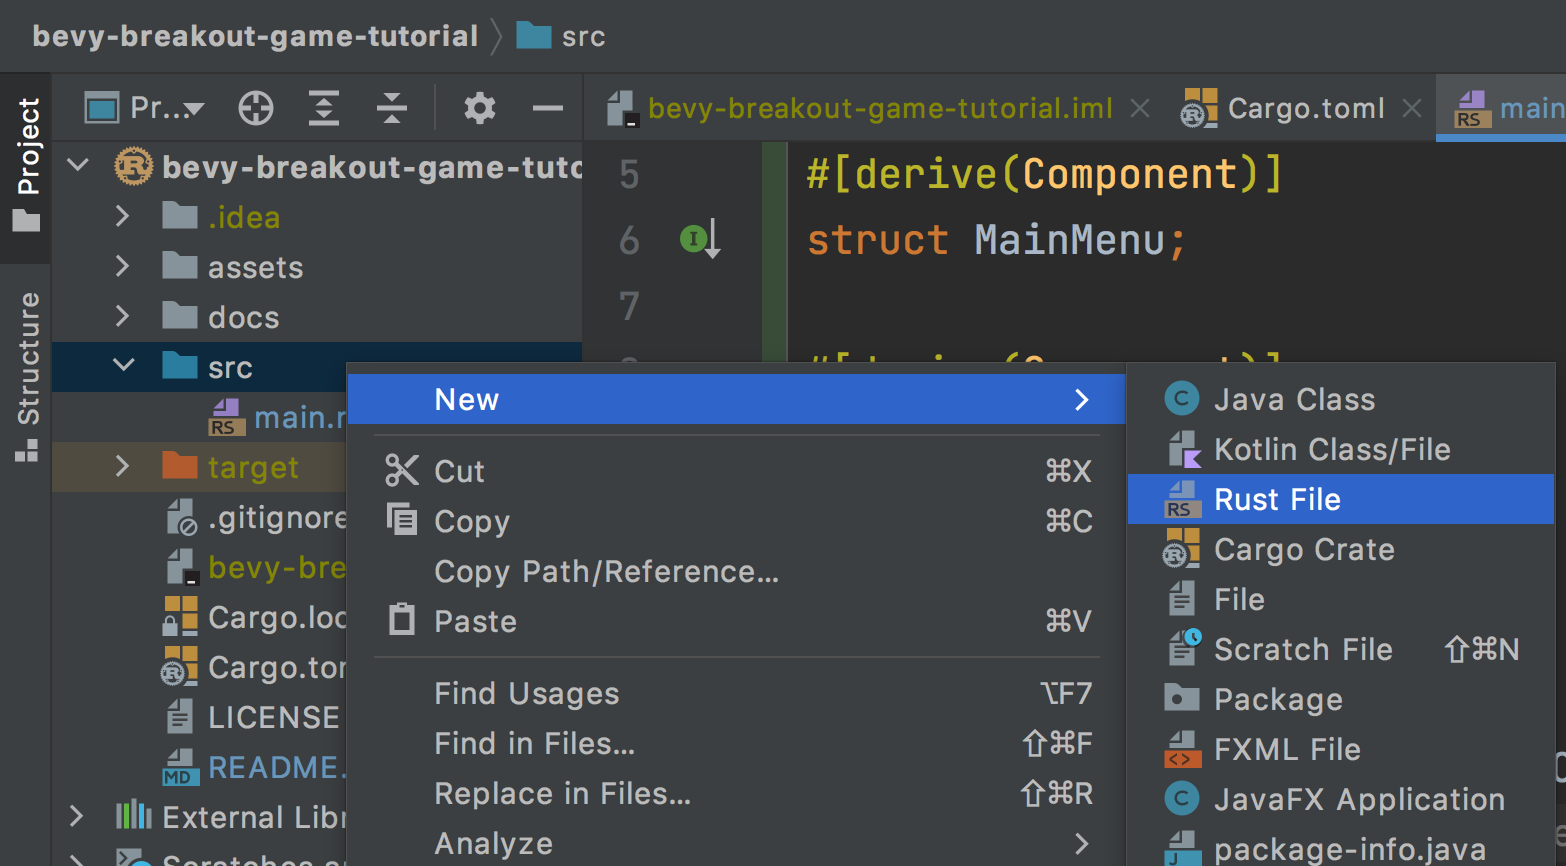 bevy-breakout-game-tutorial
src
Project
Structure
Pr...
bevy-breakout-game-tutorial.iml
Cargo.toml
main
bevy-breakout-game-tuto
.idea
assets
docs
src
main.r
target
.gitignore
bevy-bre
Cargo.loc
Cargo.tor
LICENSE
README.
External Libr
5 #[derive(Component)]
6 struct MainMenu;
7
New
Cut ⌘X
Copy ⌘C
Copy Path/Reference...
Paste ⌘V
Find Usages ⌥F7
Find in Files... ⇧⌘F
Replace in Files... ⇧⌘R
Analyze
Java Class
Kotlin Class/File
Rust File
Cargo Crate
File
Scratch File ⇧⌘N
Package
FXML File
JavaFX Application
package-info.java